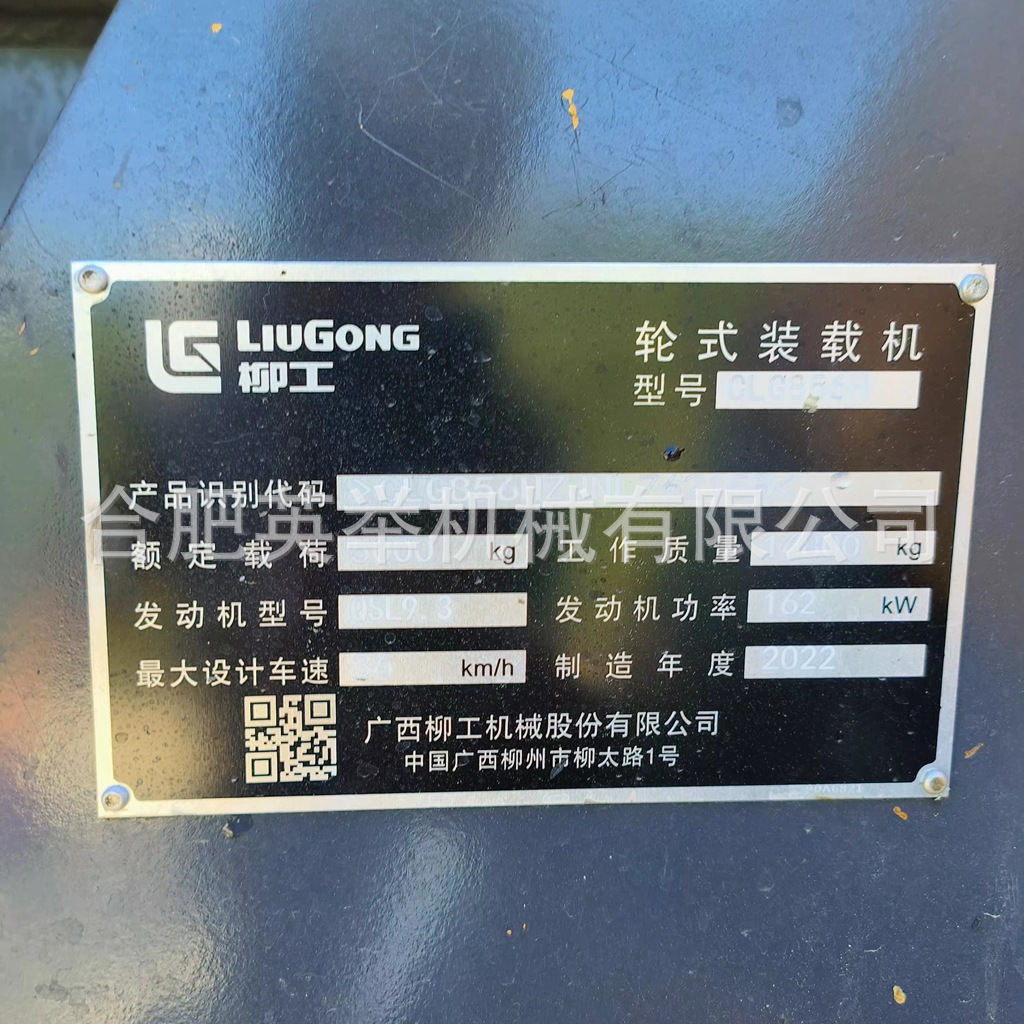 LG LIUGONG
柳工
轮式装载机
型号 CLG856H
产品识别代码
合肥英举机械有限公司
额定载荷 kg 工作质量 kg
发动机型号 QSL9.3 发动机功率 162 kW
最大设计车速 km/h 制造年度 2022
广西柳工机械股份有限公司
中国广西柳州市柳太路1号